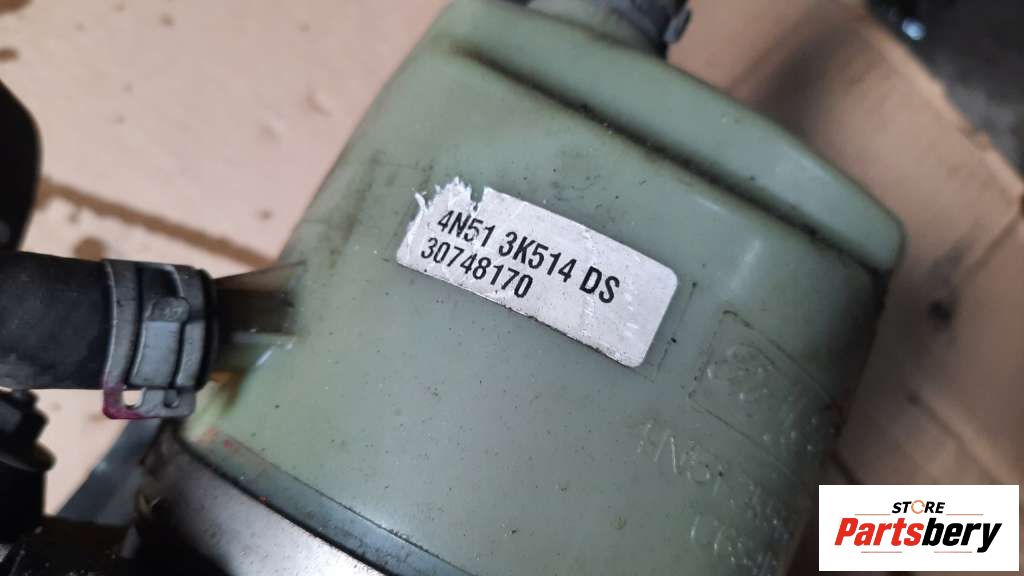 4N51 3K514 DS
30748170
STORE
Partsbery